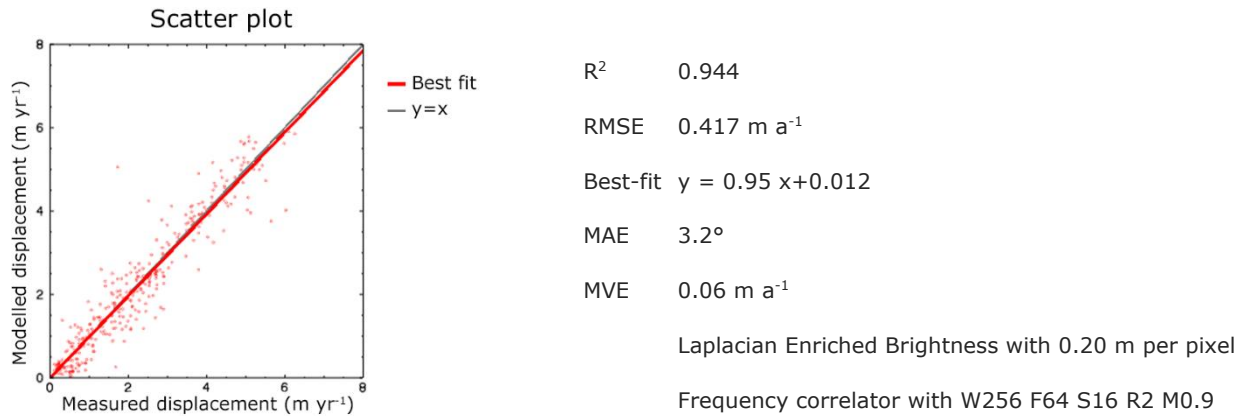 Scatter plot
8
6
4
2
0
0 2 4 6 8
Modelled displacement (m yr⁻¹)
Measured displacement (m yr⁻¹)
Best fit
y=x
R² 0.944
RMSE 0.417 m a⁻¹
Best-fit y = 0.95 x+0.012
MAE 3.2°
MVE 0.06 m a⁻¹
Laplacian Enriched Brightness with 0.20 m per pixel
Frequency correlator with W256 F64 S16 R2 M0.9